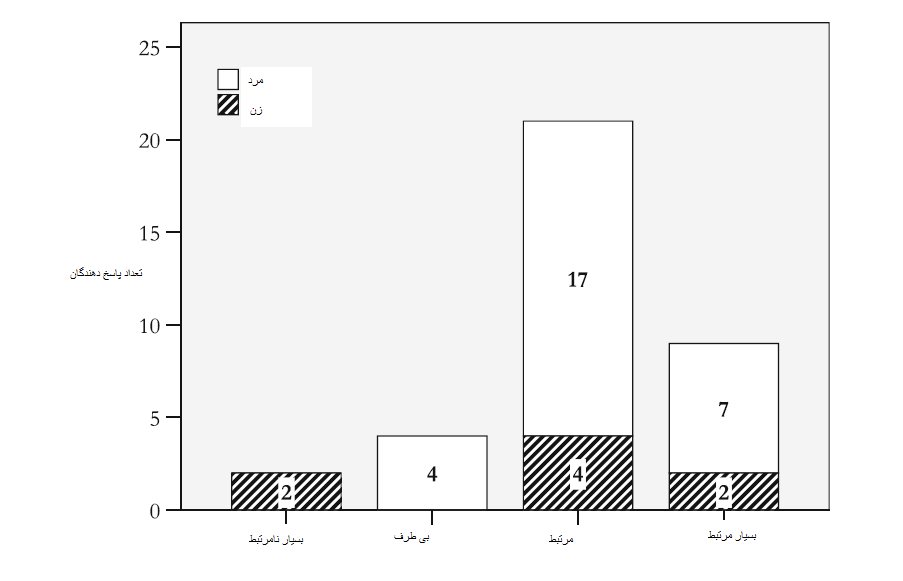 25
مرد
زن
20
15
17
تعداد پاسخ دهندگان
10
7
5
4
4
2
2
0
بسیار نامرتبط
بی طرف
مرتبط
بسیار مرتبط